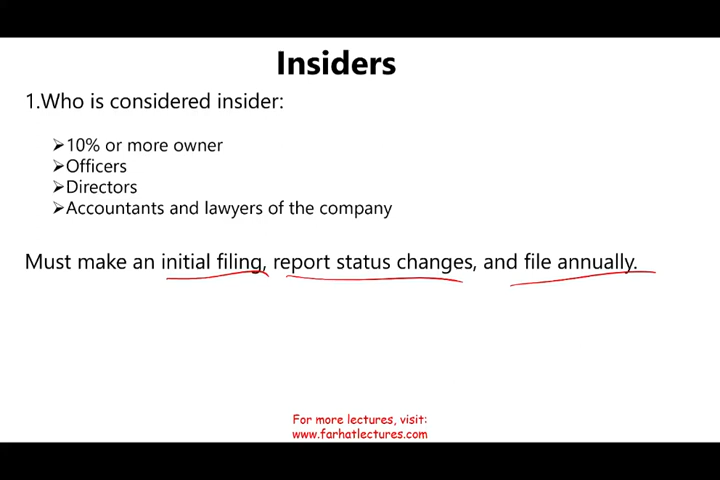 Insiders
1.Who is considered insider:
➢10% or more owner
➢Officers
➢Directors
➢Accountants and lawyers of the company
Must make an initial filing, report status changes, and file annually.
For more lectures, visit:
www.farhatlectures.com